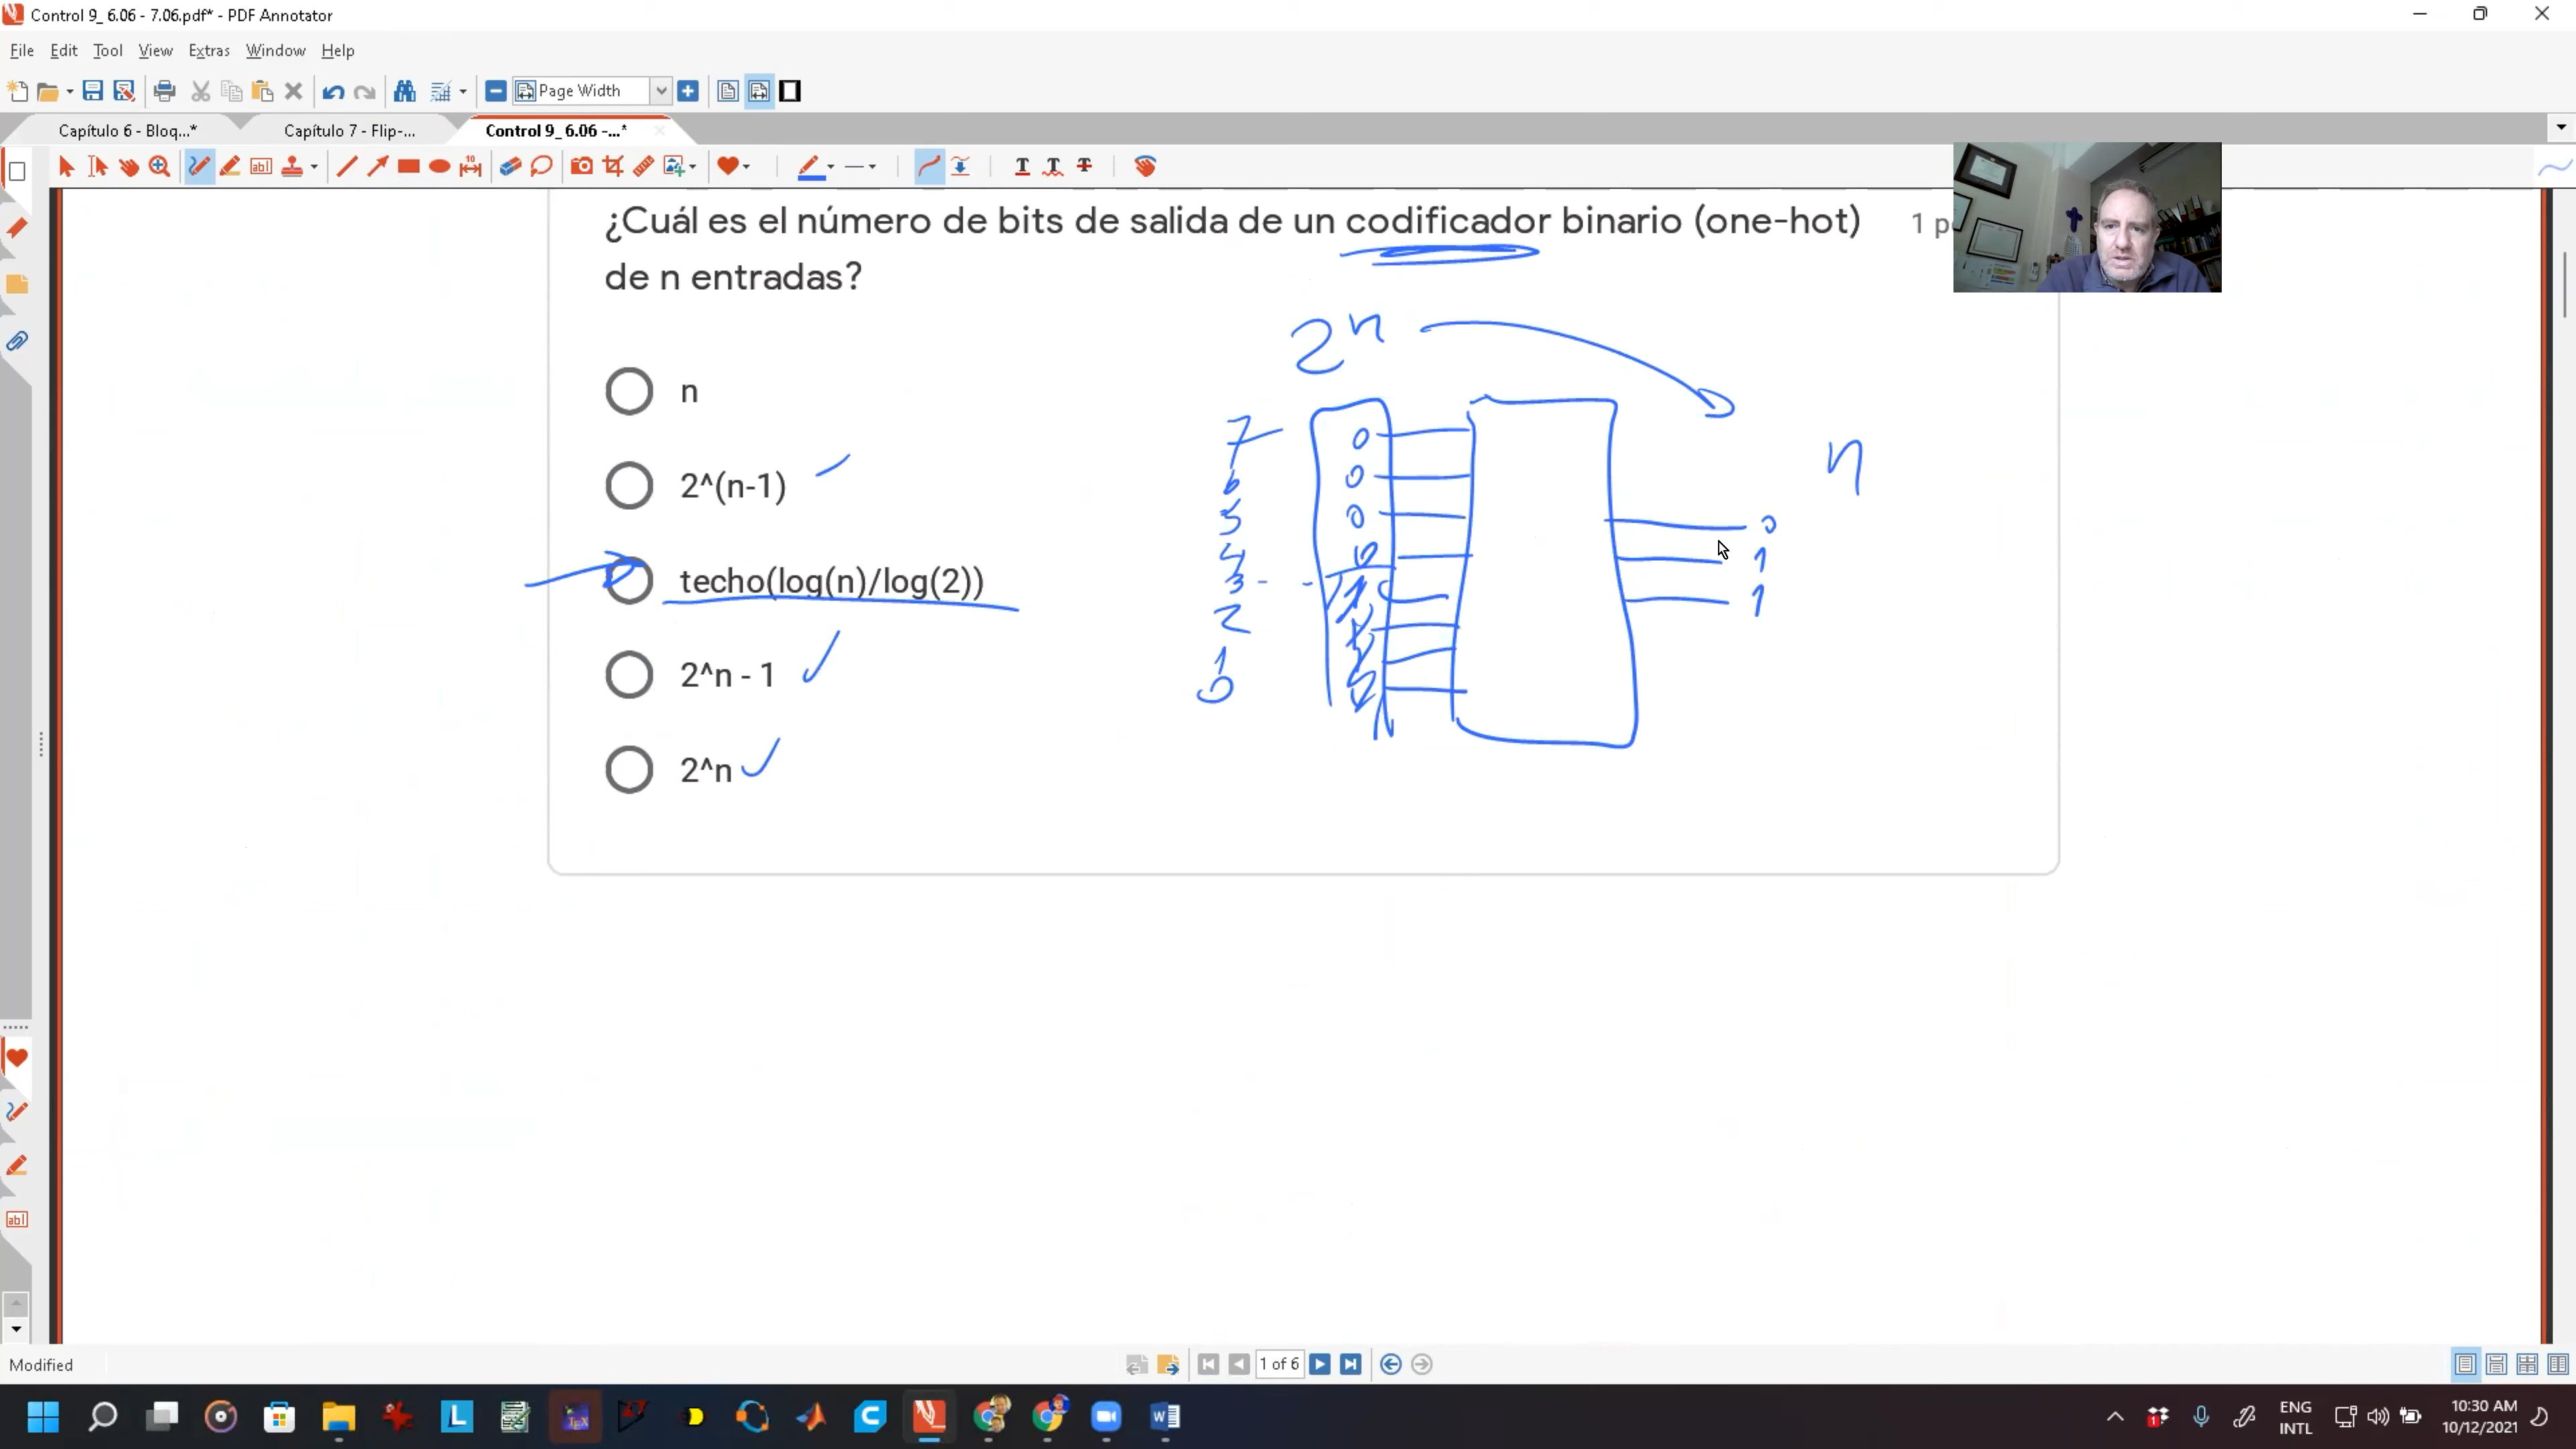 Control 9_ 6.06 - 7.06.pdf* - PDF Annotator
File Edit Tool View Extras Window Help
Page Width
Capítulo 6 - Bloq...* Capítulo 7 - Flip-... Control 9_ 6.06 -...*
¿Cuál es el número de bits de salida de un codificador binario (one-hot) 1 p
de n entradas?
2^n
n
7 0
6 0
n
2^(n-1)
5 0 0
4 0 1
techo(log(n)/log(2))
3 1 1
2
1
2^n - 1
0
2^n
Modified
1 of 6
ENG
INTL
10:30 AM
10/12/2021